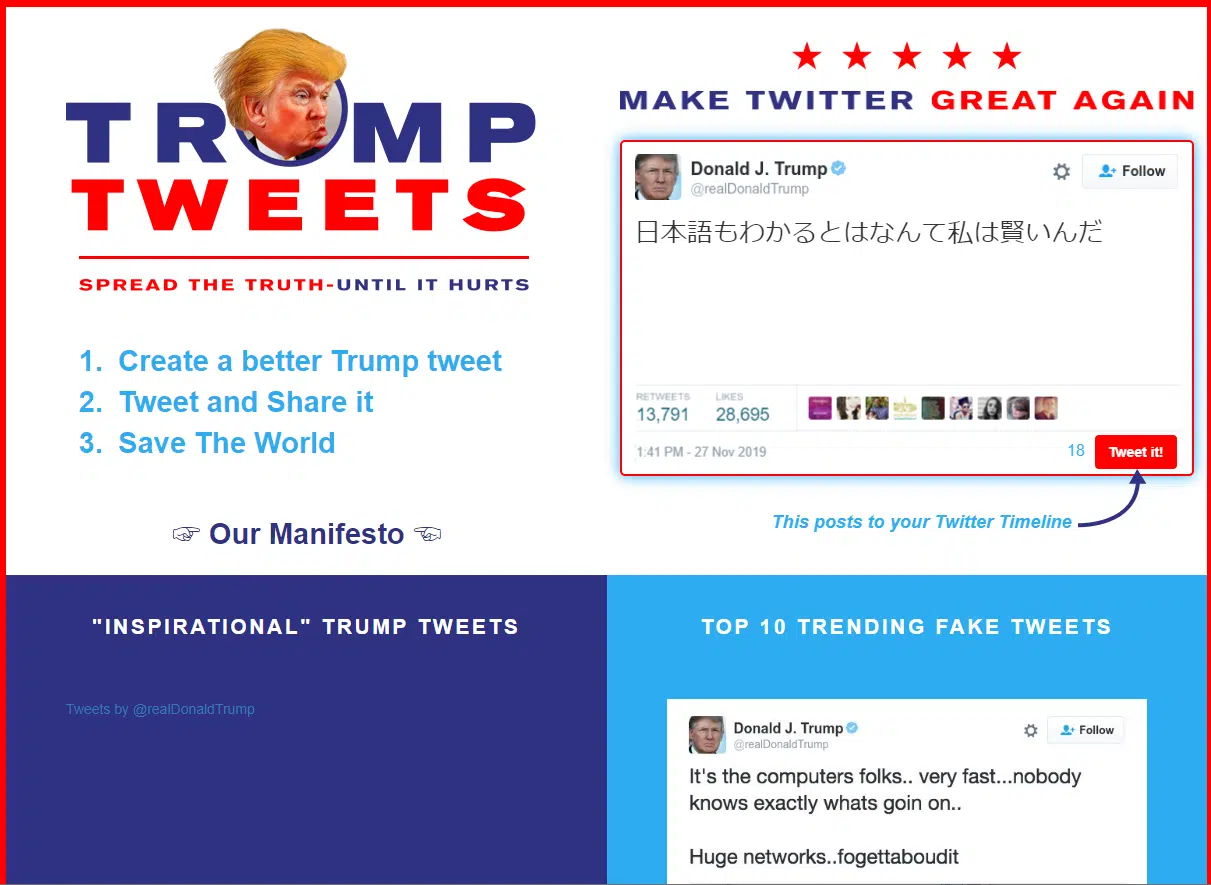 TRUMP
TWEETS
SPREAD THE TRUTH-UNTIL IT HURTS
1. Create a better Trump tweet
2. Tweet and Share it
3. Save The World
☞ Our Manifesto ☜
★ ★ ★ ★ ★
MAKE TWITTER GREAT AGAIN
Donald J. Trump
@realDonaldTrump
Follow
日本語もわかるとはなんて私は賢いんだ
RETWEETS LIKES
13,791 28,695
1:41 PM - 27 Nov 2019
18 Tweet it!
This posts to your Twitter Timeline
"INSPIRATIONAL" TRUMP TWEETS
Tweets by @realDonaldTrump
TOP 10 TRENDING FAKE TWEETS
Donald J. Trump
@realDonaldTrump
Follow
It's the computers folks.. very fast...nobody
knows exactly whats goin on..
Huge networks..fogettaboudit